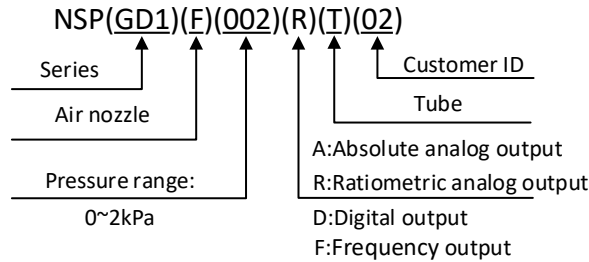 NSP(GD1)(F)(002)(R)(T)(02)
Series
Customer ID
Air nozzle
Tube
A:Absolute analog output
Pressure range:
R:Ratiometric analog output
0~2kPa
D:Digital output
F:Frequency output